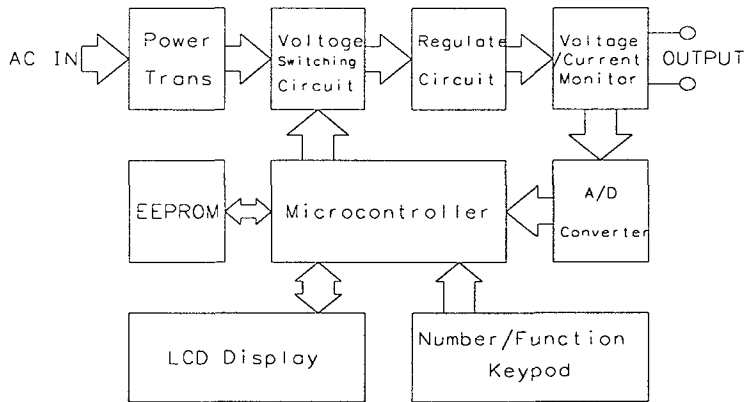 AC IN
Power
Trans
Voltoge
Switching
Circuit
Regulate
Circuit
Voltage
/Current
Monitor
OUTPUT
EEPROM
Microcontroller
A/D
Converter
LCD Display
Number/Function
Keypod